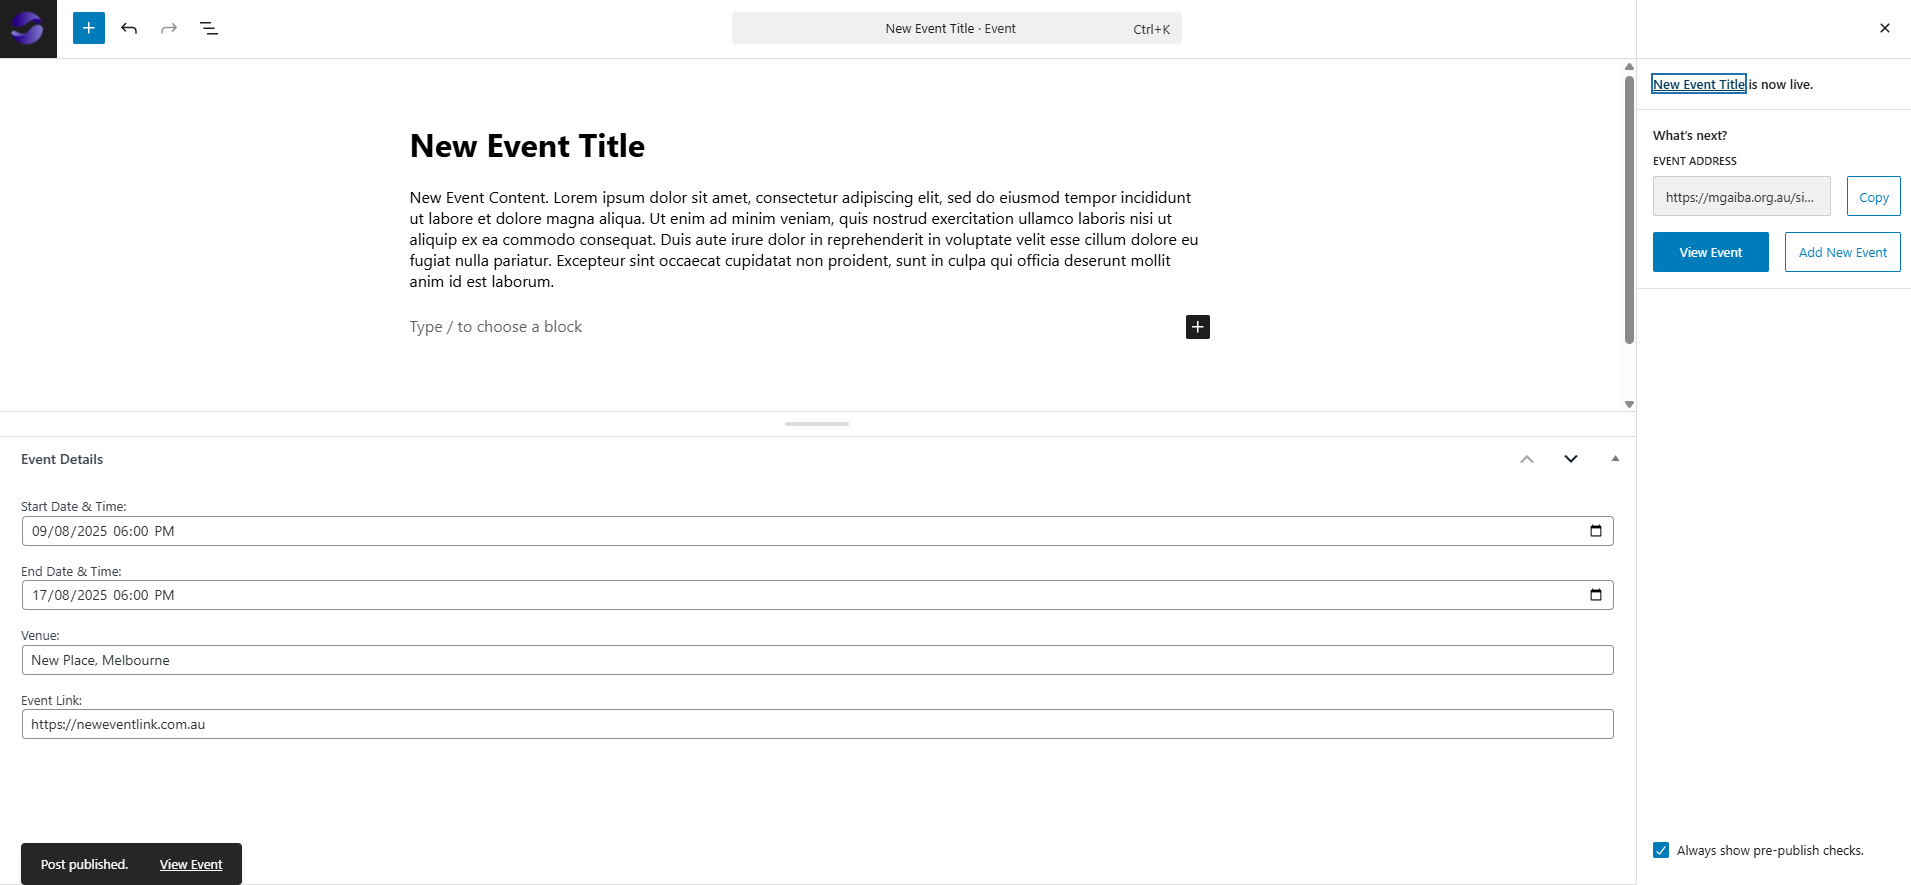 New Event Title · Event
Ctrl+K
New Event Title
New Event Content. Lorem ipsum dolor sit amet, consectetur adipiscing elit, sed do eiusmod tempor incididunt
ut labore et dolore magna aliqua. Ut enim ad minim veniam, quis nostrud exercitation ullamco laboris nisi ut
aliquip ex ea commodo consequat. Duis aute irure dolor in reprehenderit in voluptate velit esse cillum dolore eu
fugiat nulla pariatur. Excepteur sint occaecat cupidatat non proident, sunt in culpa qui officia deserunt mollit
anim id est laborum.
Type / to choose a block
Event Details
Start Date & Time:
09/08/2025 06:00 PM
End Date & Time:
17/08/2025 06:00 PM
Venue:
New Place, Melbourne
Event Link:
https://neweventlink.com.au
Post published. View Event
New Event Title is now live.
What's next?
EVENT ADDRESS
https://mgaiba.org.au/si...
Copy
View Event
Add New Event
Always show pre-publish checks.